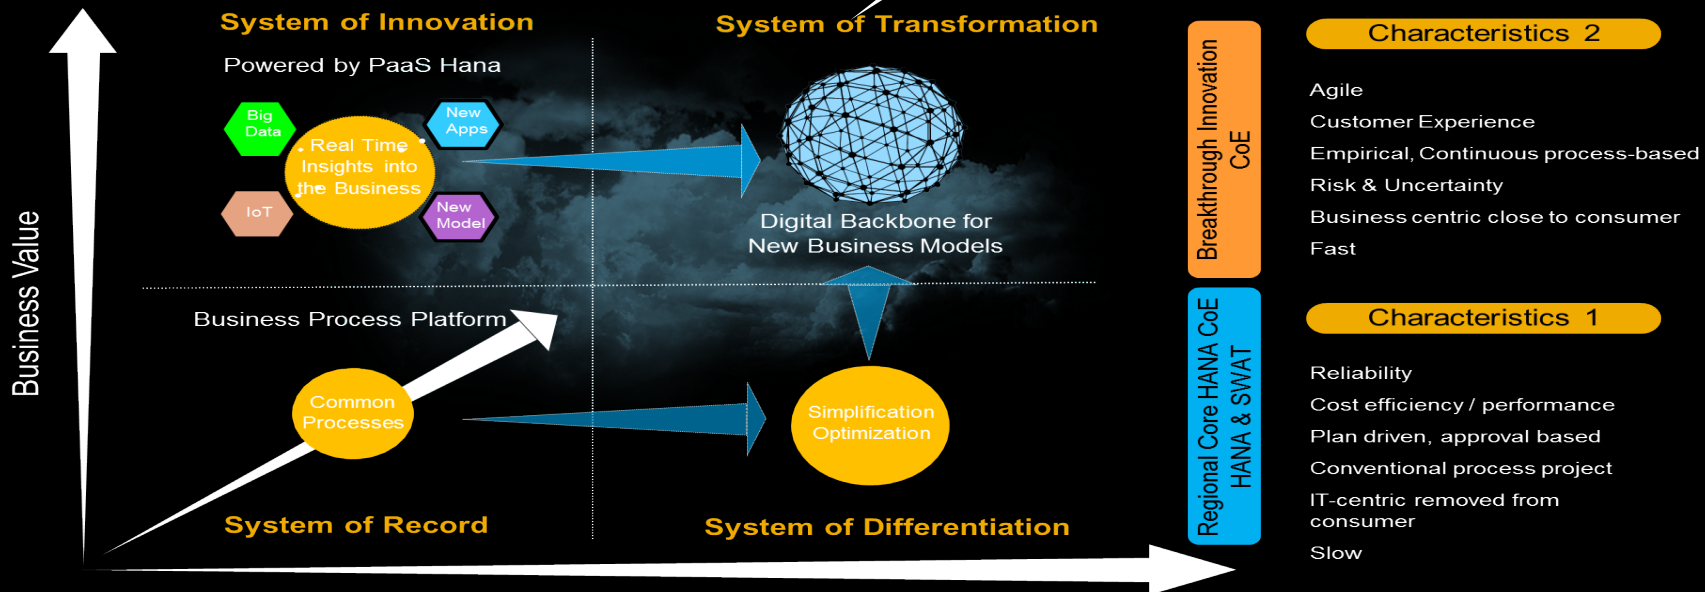 System of Innovation
Powered by PaaS Hana
Big
Data
New
Apps
Real Time
Insights into
the Business
IoT
New
Model
System of Transformation
Digital Backbone for
New Business Models
Business Value
Business Process Platform
Common
Processes
System of Record
Simplification
Optimization
System of Differentiation
Breakthrough Innovation
CoE
Regional Core HANA CoE
HANA & SWAT
Characteristics 2
Agile
Customer Experience
Empirical, Continuous process-based
Risk & Uncertainty
Business centric close to consumer
Fast
Characteristics 1
Reliability
Cost efficiency / performance
Plan driven, approval based
Conventional process project
IT-centric removed from
consumer
Slow